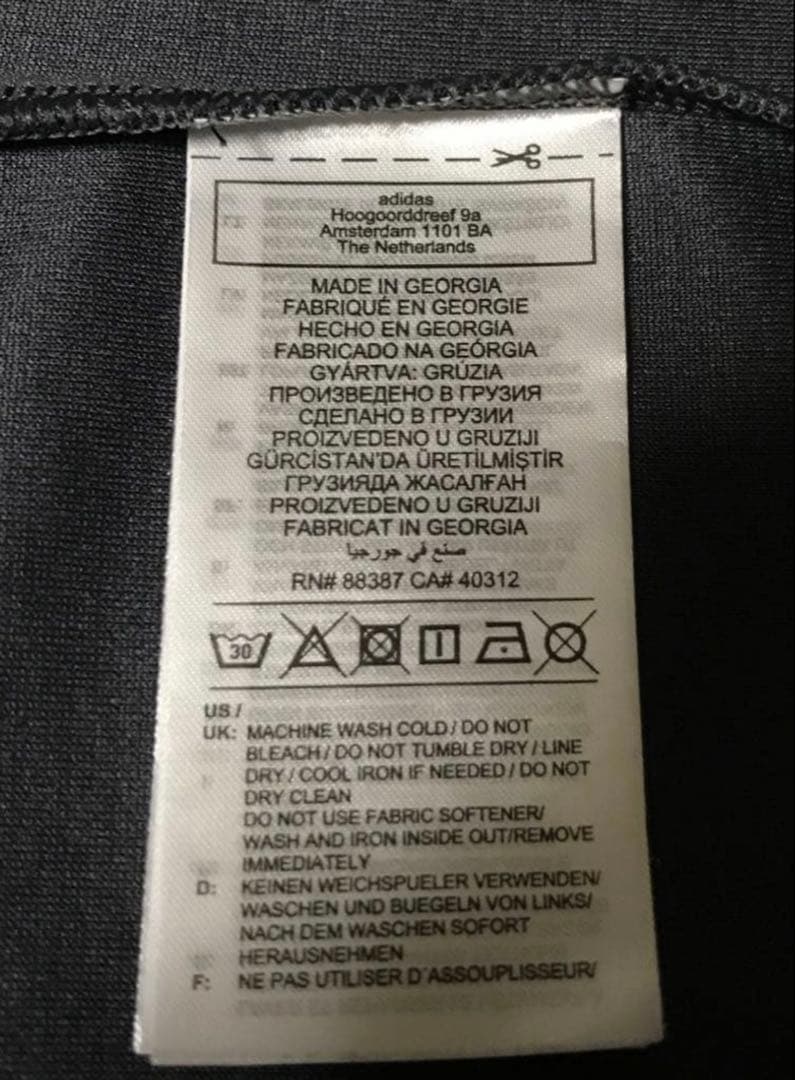 adidas
Hoogoorddreef 9a
Amsterdam 1101 BA
The Netherlands
MADE IN GEORGIA
FABRIQUÉ EN GEORGIE
HECHO EN GEORGIA
FABRICADO NA GEÓRGIA
GYÁRTVA: GRÚZIA
ПРОИЗВЕДЕНО В ГРУЗИЯ
СДЕЛАНО В ГРУЗИИ
PROIZVEDENO U GRUZIJI
GÜRCİSTAN'DA ÜRETİLMİŞTİR
ГРУЗИЯДА ЖАСАЛҒАН
PROIZVEDENO U GRUZIJI
FABRICAT IN GEORGIA
صنع في جورجيا
RN# 88387 CA# 40312
30
US /
UK: MACHINE WASH COLD / DO NOT
BLEACH / DO NOT TUMBLE DRY / LINE
DRY / COOL IRON IF NEEDED / DO NOT
DRY CLEAN
DO NOT USE FABRIC SOFTENER/
WASH AND IRON INSIDE OUT/REMOVE
IMMEDIATELY
D: KEINEN WEICHSPUELER VERWENDEN/
WASCHEN UND BUEGELN VON LINKS/
NACH DEM WASCHEN SOFORT
HERAUSNEHMEN
F: NE PAS UTILISER D'ASSOUPLISSEUR/